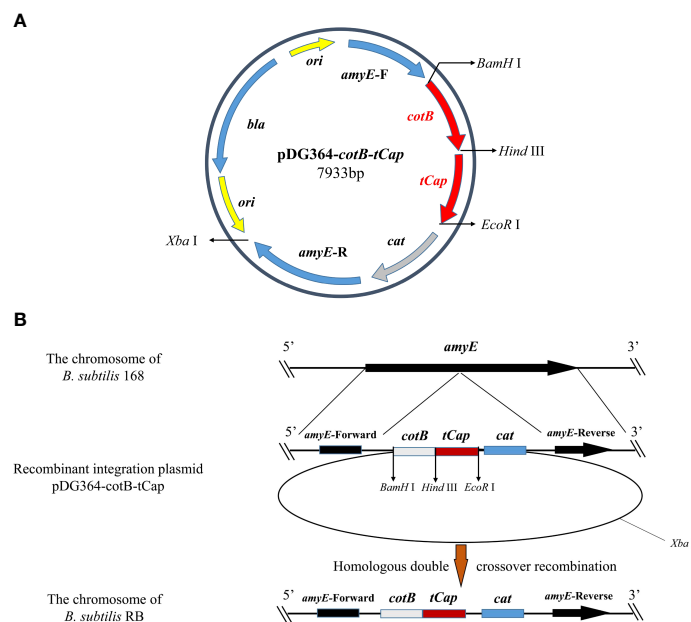 A
ori
amyE-F
BamH I
cotB
bla
pDG364-cotB-tCap
7933bp
Hind III
tCap
ori
EcoR I
Xba I
cat
amyE-R
B
5’
amyE
3’
The chromosome of
B. subtilis 168
5’
amyE-Forward
cotB
tCap
cat
amyE-Reverse
3’
Recombinant integration plasmid
pDG364-cotB-tCap
BamH I
Hind III
EcoR I
Xba
Homologous double
crossover recombination
The chromosome of
B. subtilis RB
5’
amyE-Forward
cotB
tCap
cat
amyE-Reverse
3’